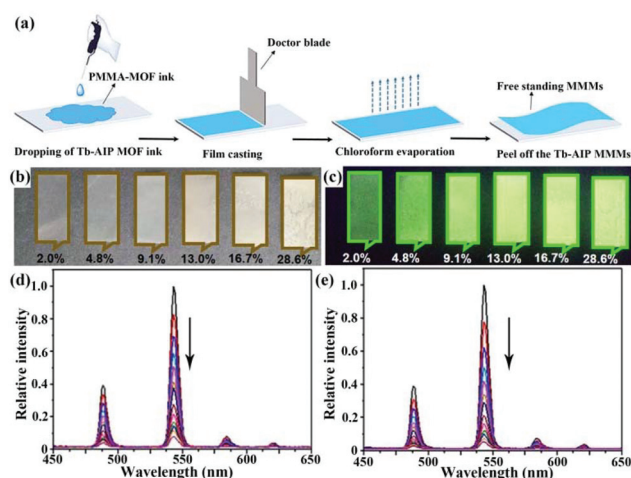 (a)
Doctor blade
PMMA-MOF ink
Free standing MMMs
Dropping of Tb-AIP MOF ink
Film casting
Chloroform evaporation
Peel off the Tb-AIP MMMs
(b)
2.0% 4.8% 9.1% 13.0% 16.7% 28.6%
(c)
2.0% 4.8% 9.1% 13.0% 16.7% 28.6%
(d)
Relative intensity
1.0
0.8
0.6
0.4
0.2
0
450 500 550 600 650
Wavelength (nm)
(e)
Relative intensity
1.0
0.8
0.6
0.4
0.2
0
450 500 550 600 650
Wavelength (nm)